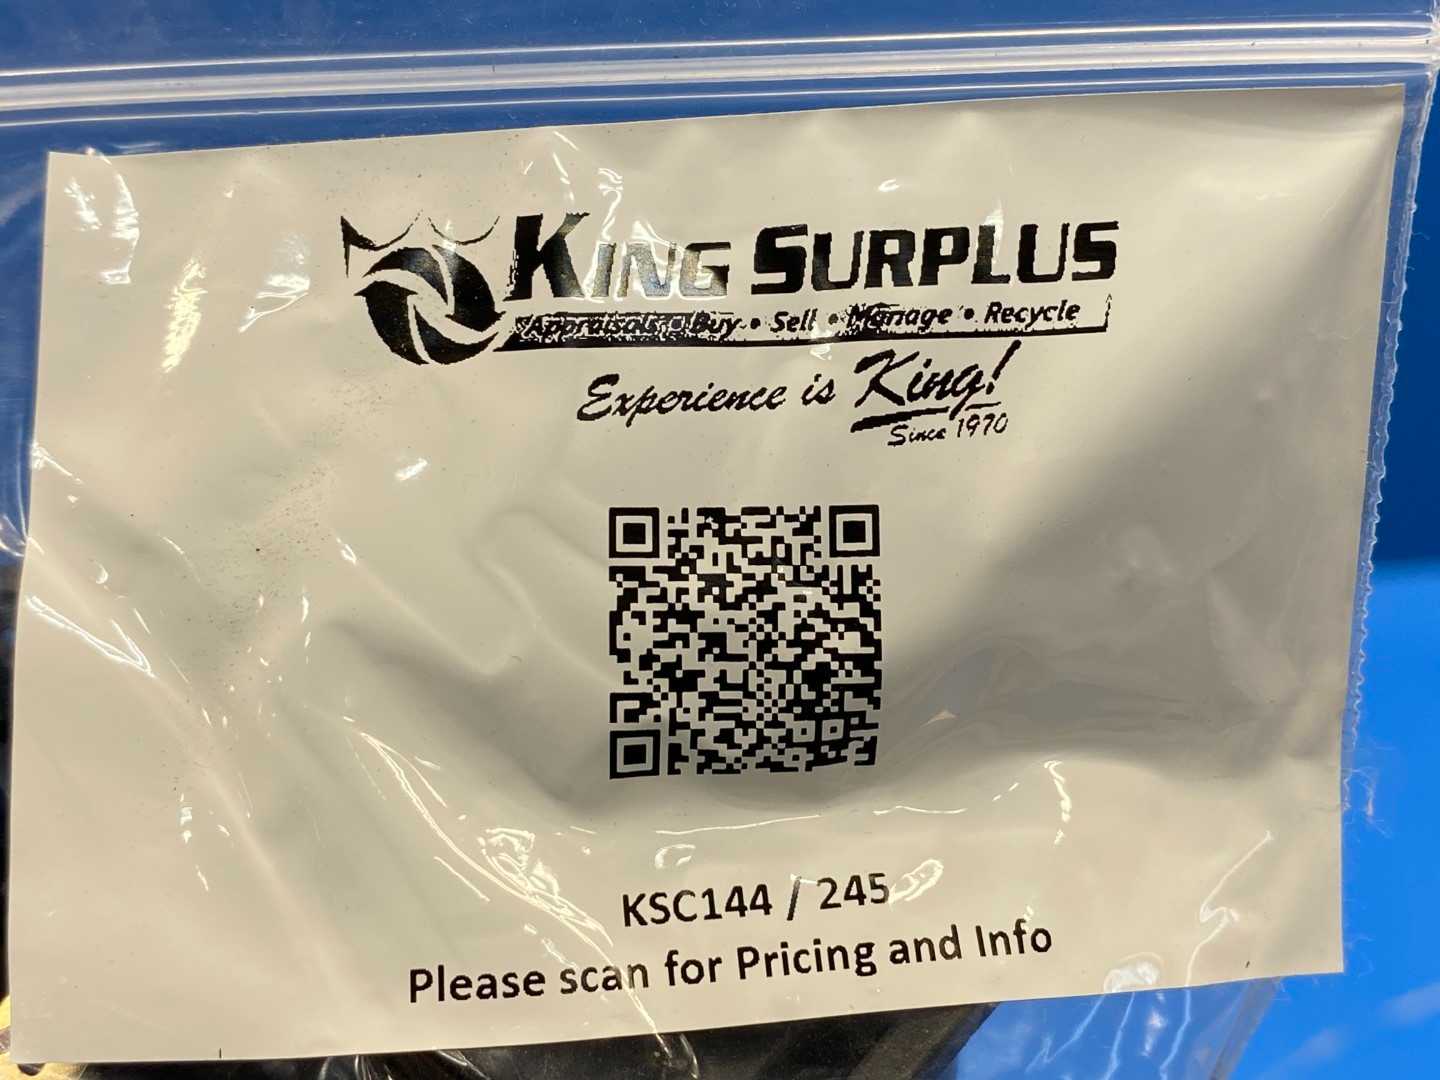 KING SURPLUS
Appraisals • Buy • Sell • Manage • Recycle
Experience is King!
Since 1970
KSC144 / 245
Please scan for Pricing and Info